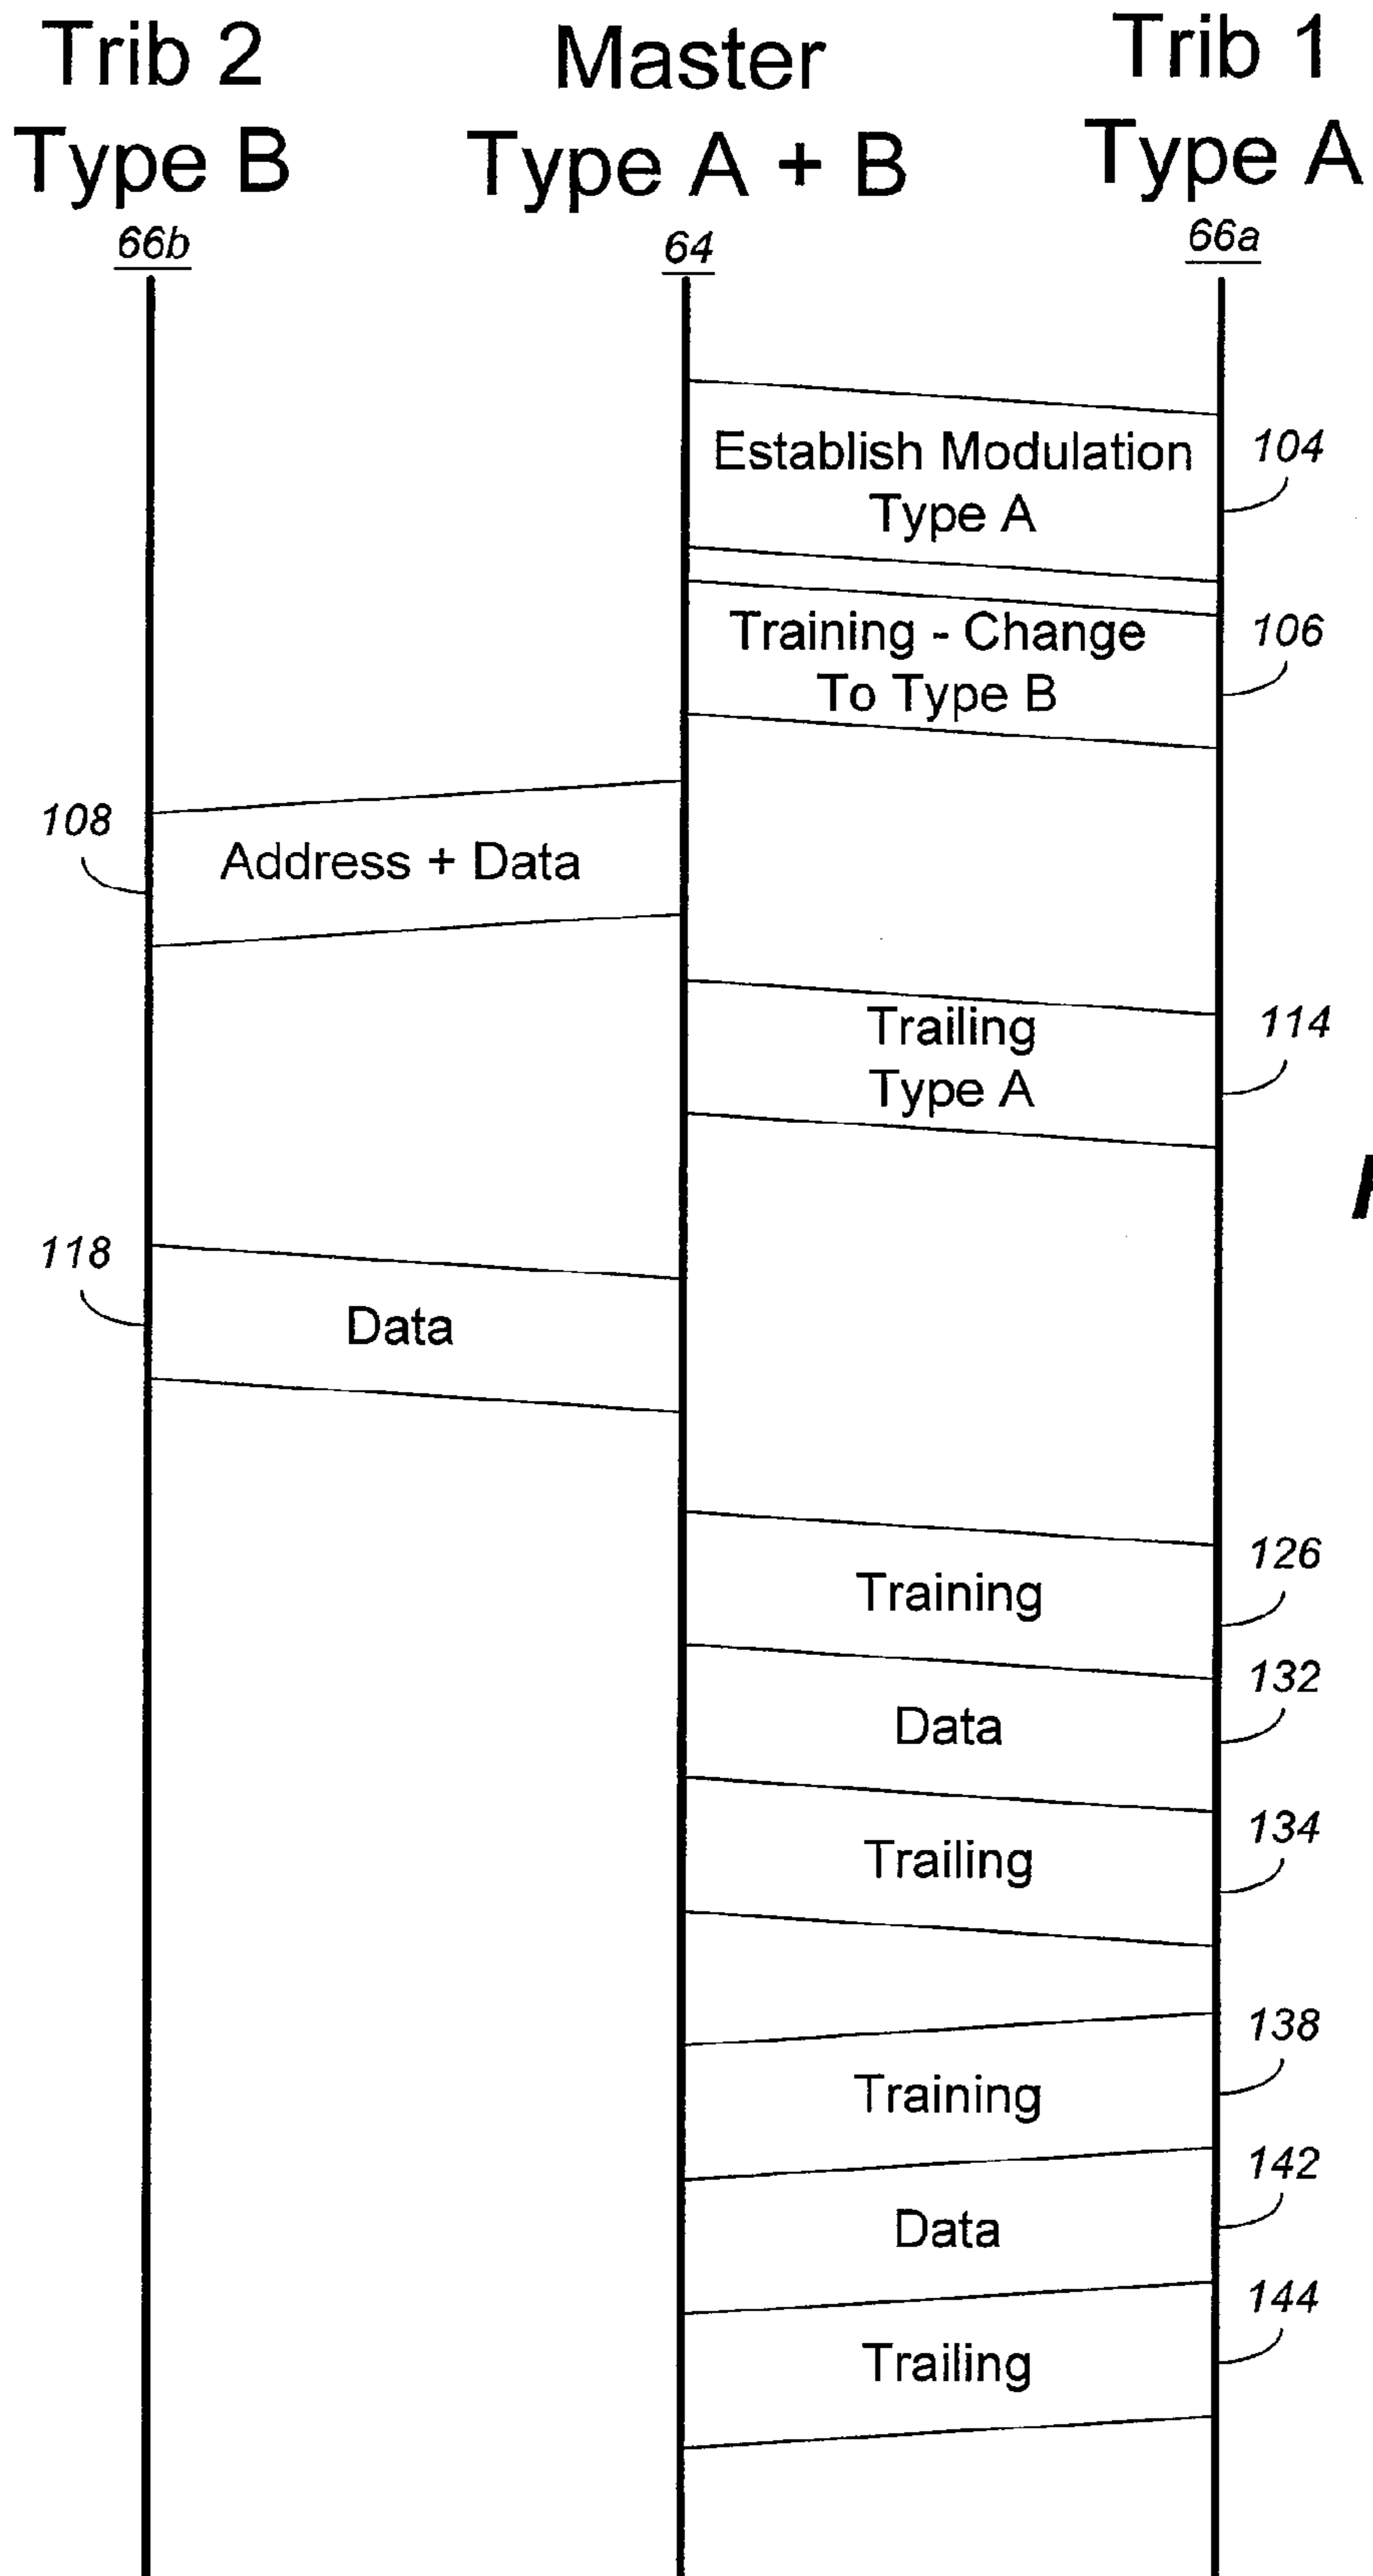 Trib 2
Type B
66b
Master
Type A + B
64
Trib 1
Type A
66a
Establish Modulation
Type A
104
Training - Change
To Type B
106
108
Address + Data
Trailing
Type A
114
118
Data
Training
126
Data
132
Trailing
134
Training
138
Data
142
Trailing
144